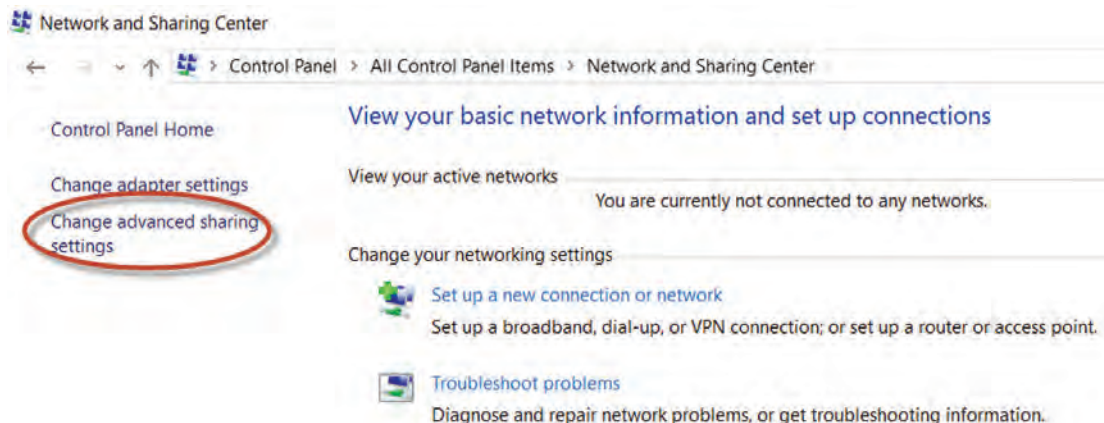 Network and Sharing Center
Control Panel > All Control Panel Items > Network and Sharing Center
Control Panel Home
Change adapter settings
Change advanced sharing
settings
View your basic network information and set up connections
View your active networks
You are currently not connected to any networks.
Change your networking settings
Set up a new connection or network
Set up a broadband, dial-up, or VPN connection; or set up a router or access point.
Troubleshoot problems
Diagnose and repair network problems, or get troubleshooting information.